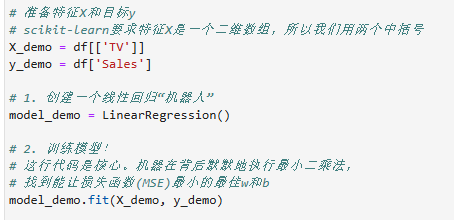 # 准备特征X和目标y
# scikit-learn要求特征X是一个二维数组，所以我们用两个中括号
X_demo = df[['TV']]
y_demo = df['Sales']
# 1. 创建一个线性回归“机器人”
model_demo = LinearRegression()
# 2. 训练模型！
# 这行代码是核心。机器在背后默默地执行最小二乘法，
# 找到能让损失函数(MSE)最小的最佳w和b
model_demo.fit(X_demo, y_demo)